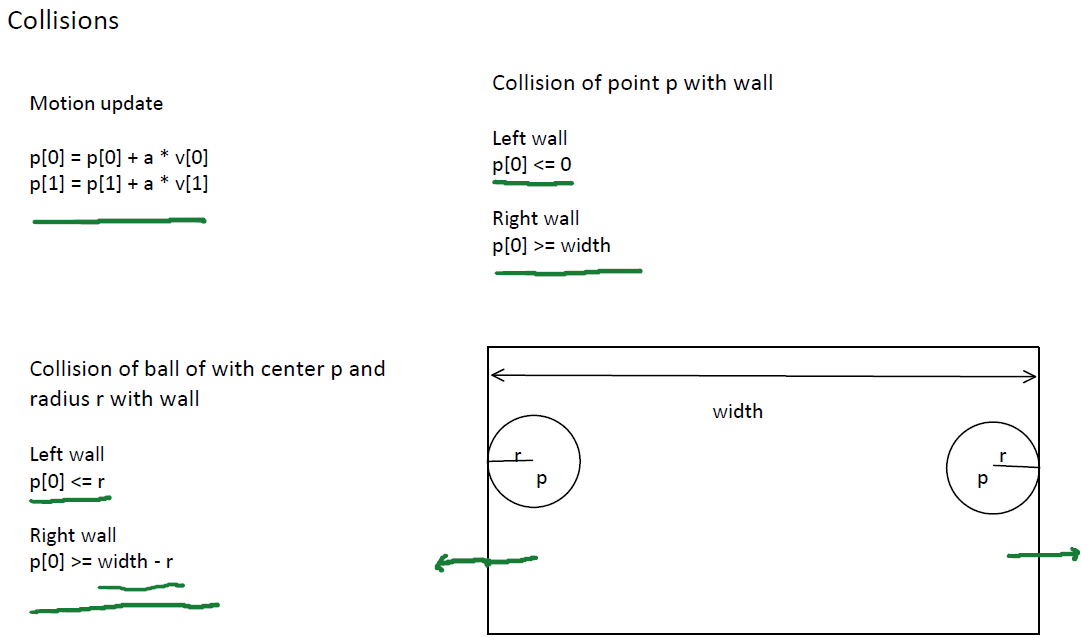 Collisions
Motion update
p[0] = p[0] + a * v[0]
p[1] = p[1] + a * v[1]
Collision of point p with wall
Left wall
p[0] <= 0
Right wall
p[0] >= width
Collision of ball of with center p and
radius r with wall
Left wall
p[0] <= r
Right wall
p[0] >= width - r
width
r
p
r
p